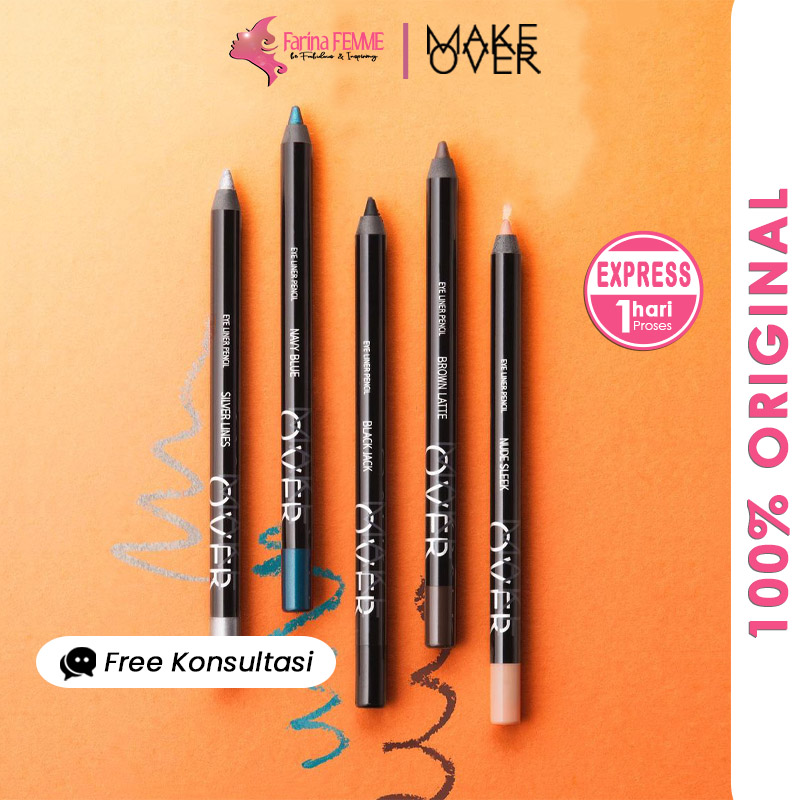 Farina FEMME
be Fabulous & Inspiring
MAKE
OVER
EXPRESS
1 hari
Proses
100% ORIGINAL
EYE LINER PENCIL
SILVER LINES
MAKE
OVER
EYE LINER PENCIL
NAVY BLUE
MAKE
OVER
EYE LINER PENCIL
BLACK JACK
MAKE
OVER
EYE LINER PENCIL
BROWN LATTE
MAKE
OVER
EYE LINER PENCIL
NUDE SLEEK
MAKE
OVER
Free Konsultasi